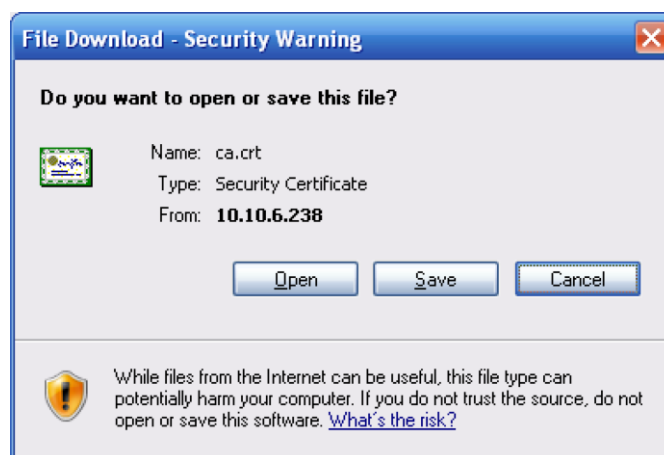 File Download - Security Warning
Do you want to open or save this file?
Name: ca.crt
Type: Security Certificate
From: 10.10.6.238
Open Save Cancel
While files from the Internet can be useful, this file type can
potentially harm your computer. If you do not trust the source, do not
open or save this software. What's the risk?